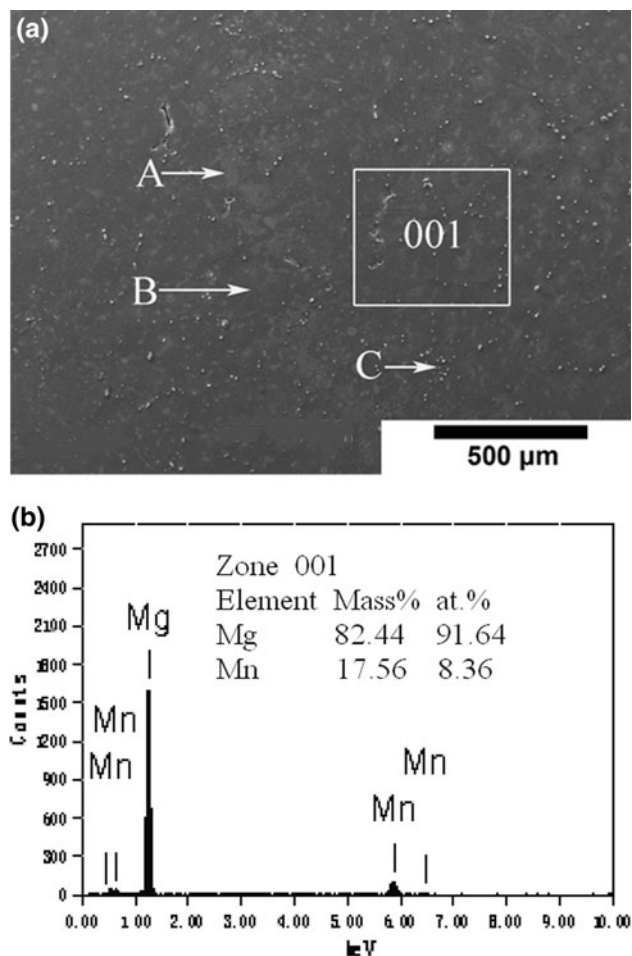 (a)
A
001
B
C
500 µm
(b)
2700
2400
2100
1800
1500
1200
900
600
300
0
Counts
Zone 001
Element Mass% at.%
Mg 82.44 91.64
Mn 17.56 8.36
Mg
Mn
Mn
Mn
Mn
0.00 1.00 2.00 3.00 4.00 5.00 6.00 7.00 8.00 9.00 10.00
keV